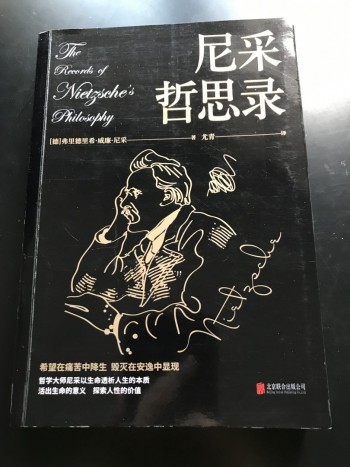 The
Records of
Nietzsche's
Philosophy
尼采
哲思录
[德]弗里德里希·威廉·尼采 著 尤青 译
Nietzsche
希望在痛苦中降生 毁灭在安逸中显现
哲学大师尼采以生命透析人生的本质
活出生命的意义 探索人性的价值
北京联合出版公司